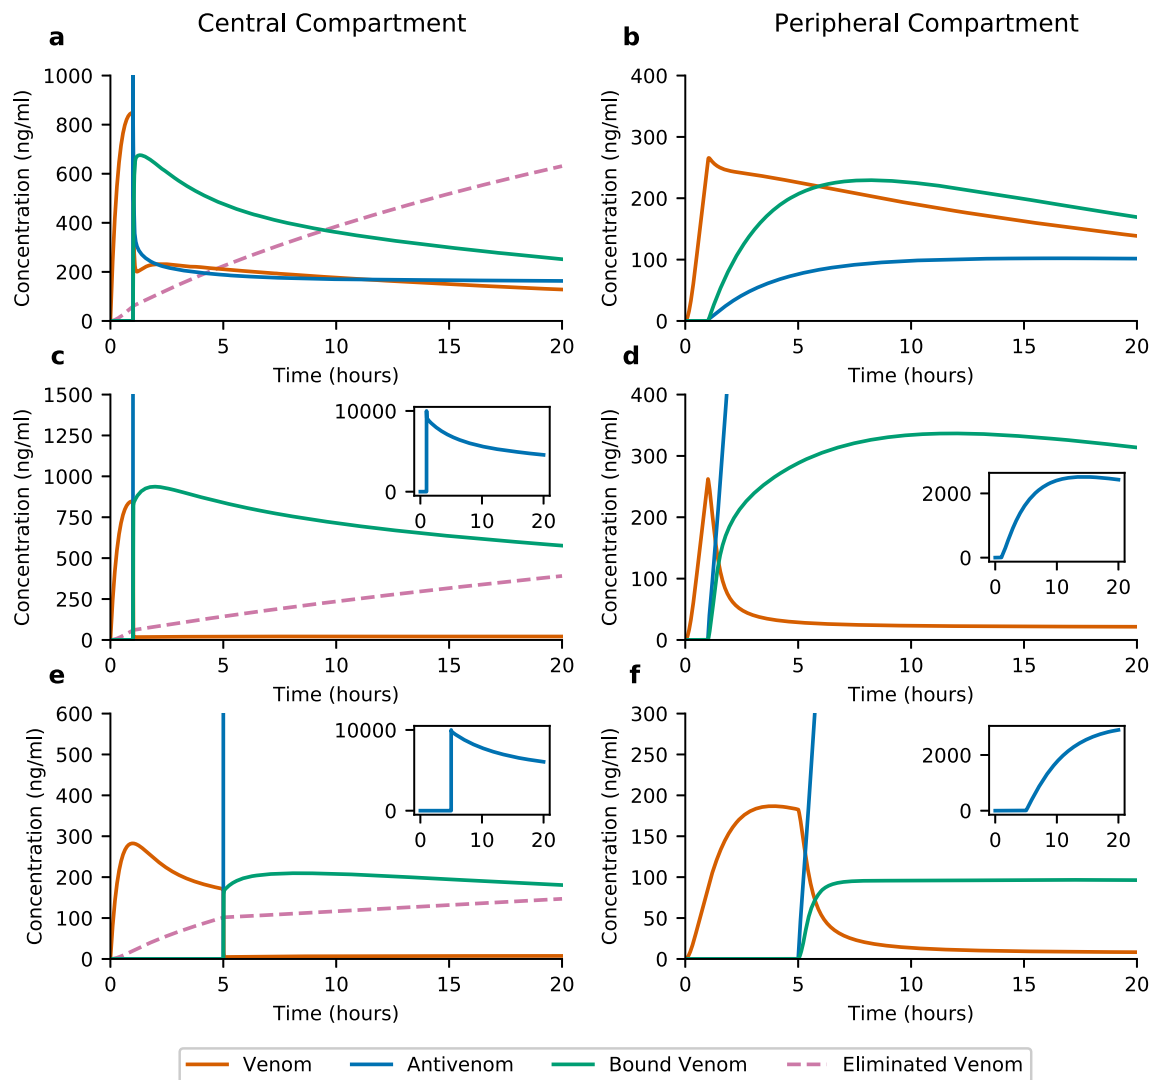 Central Compartment
Peripheral Compartment
a
1000
800
600
400
200
0
Concentration (ng/ml)
0 5 10 15 20
Time (hours)
b
400
300
200
100
0
Concentration (ng/ml)
0 5 10 15 20
Time (hours)
c
1500
1250
1000
750
500
250
0
Concentration (ng/ml)
10000
0
0 10 20
0 5 10 15 20
Time (hours)
d
400
300
200
100
0
Concentration (ng/ml)
2000
0
0 10 20
0 5 10 15 20
Time (hours)
e
600
500
400
300
200
100
0
Concentration (ng/ml)
10000
0
0 10 20
0 5 10 15 20
Time (hours)
f
300
250
200
150
100
50
0
Concentration (ng/ml)
2000
0
0 10 20
0 5 10 15 20
Time (hours)
Venom Antivenom Bound Venom Eliminated Venom